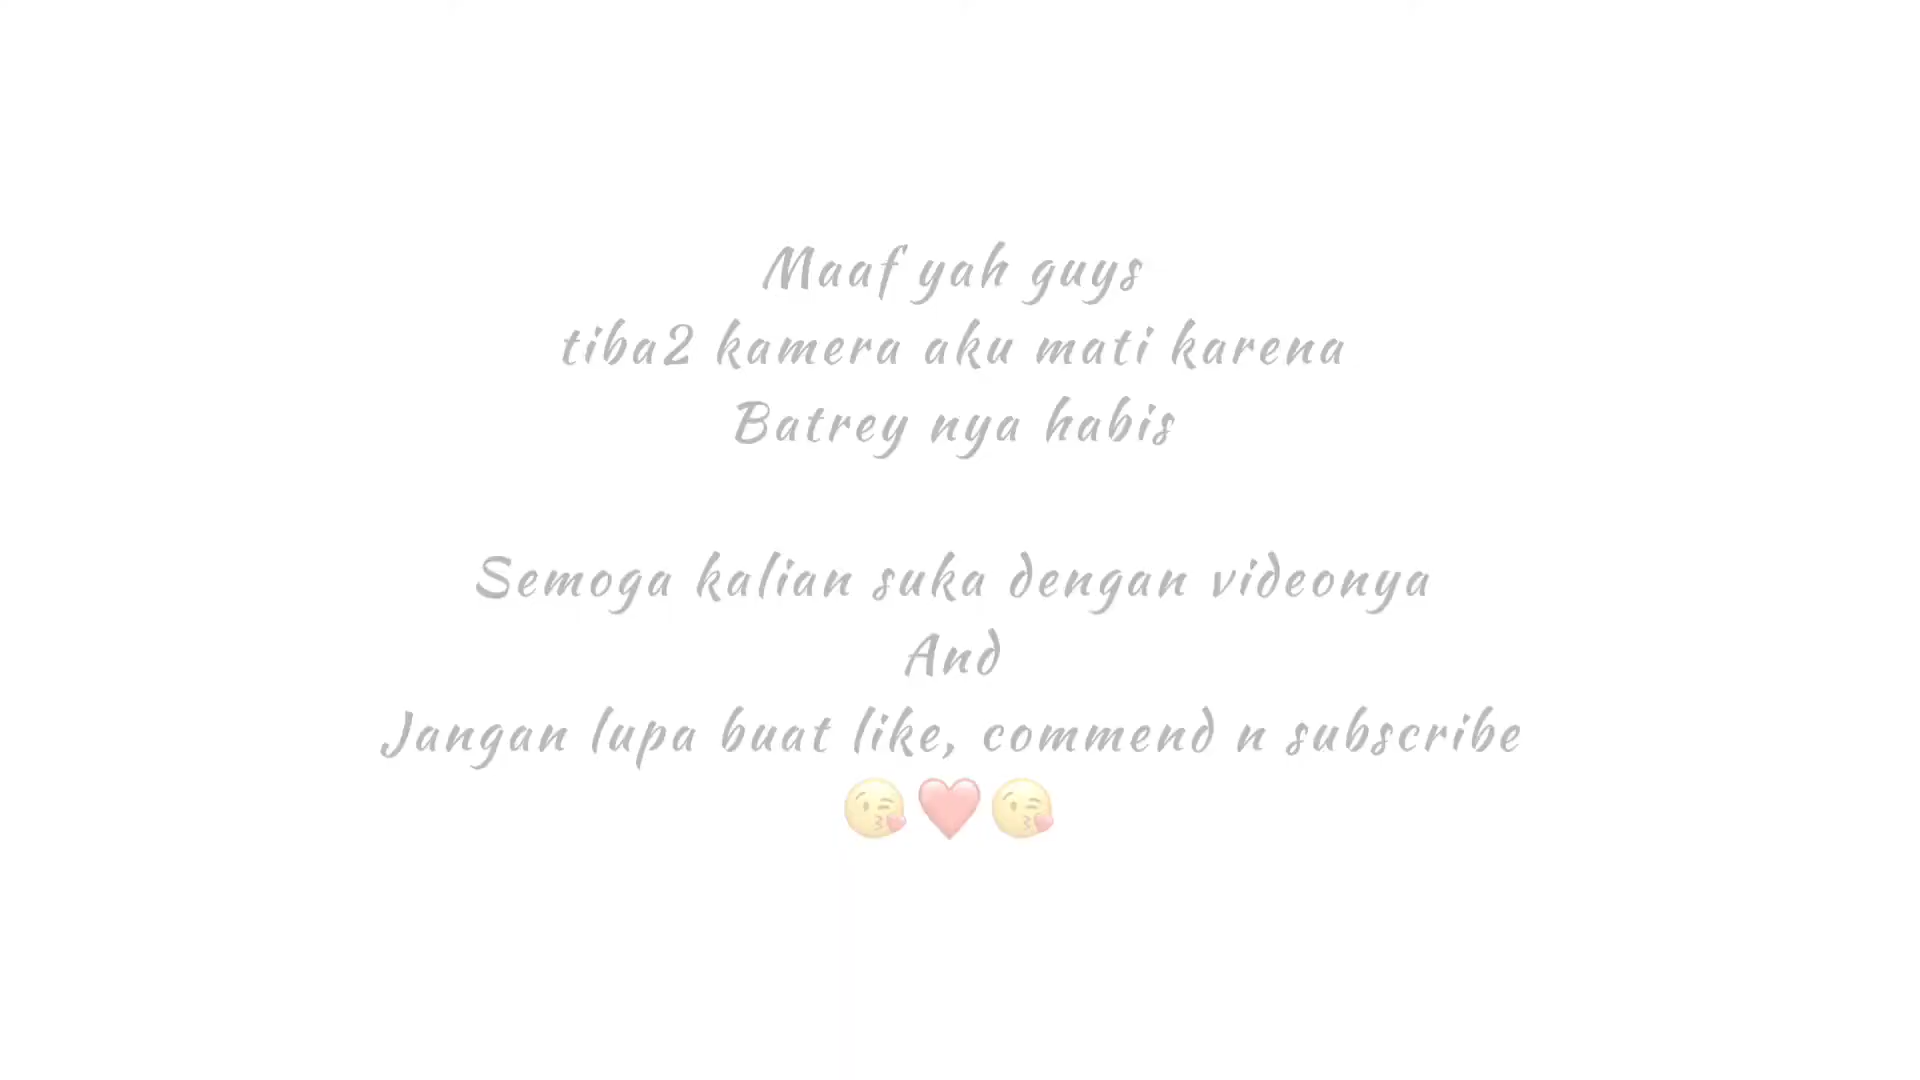 Maaf yah guys
tiba2 kamera aku mati karena
Batrey nya habis
Semoga kalian suka dengan videonya
And
Jangan lupa buat like, commend n subscribe
😘❤️😘